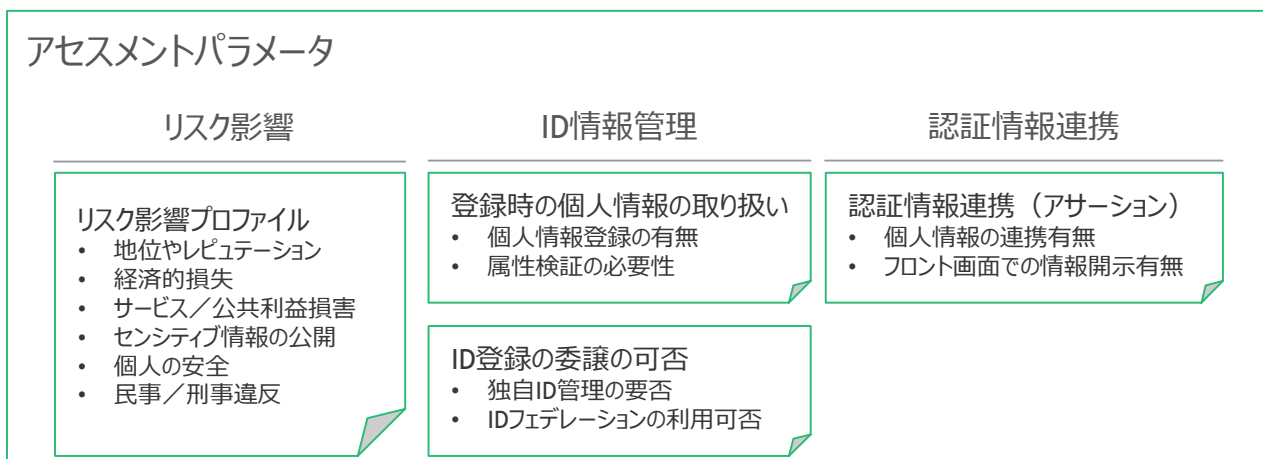 アセスメントパラメータ
リスク影響
リスク影響プロファイル
• 地位やレピュテーション
• 経済的損失
• サービス／公共利益損害
• センシティブ情報の公開
• 個人の安全
• 民事／刑事違反
ID情報管理
登録時の個人情報の取り扱い
• 個人情報登録の有無
• 属性検証の必要性
ID登録の委譲の可否
• 独自ID管理の要否
• IDフェデレーションの利用可否
認証情報連携
認証情報連携（アサーション）
• 個人情報の連携有無
• フロント画面での情報開示有無